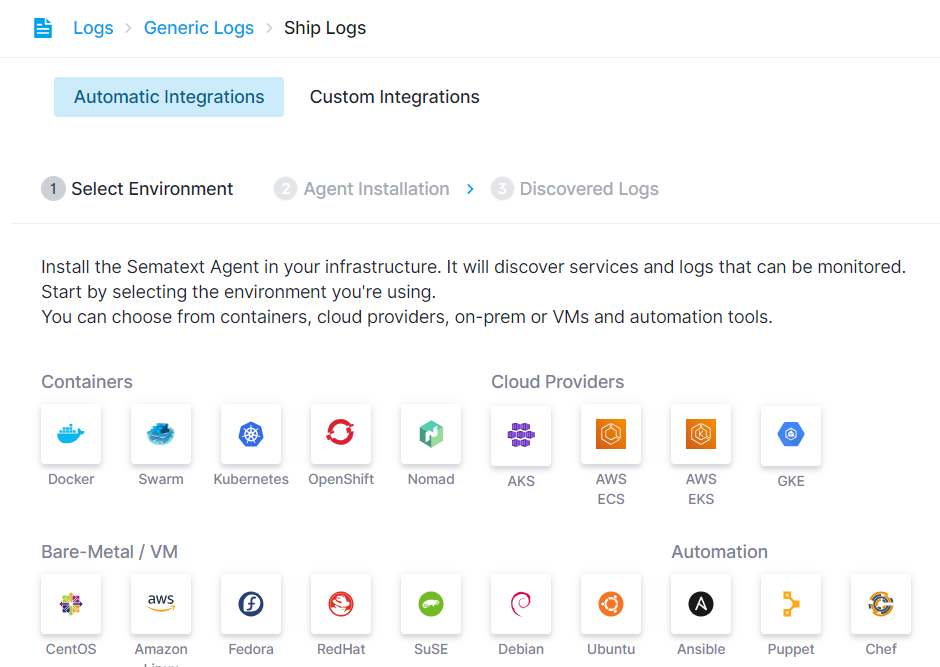 Logs > Generic Logs > Ship Logs
Automatic Integrations Custom Integrations
1 Select Environment 2 Agent Installation > 3 Discovered Logs
Install the Sematext Agent in your infrastructure. It will discover services and logs that can be monitored.
Start by selecting the environment you're using.
You can choose from containers, cloud providers, on-prem or VMs and automation tools.
Containers
Docker Swarm Kubernetes OpenShift Nomad
Cloud Providers
AKS AWS ECS AWS EKS GKE
Bare-Metal / VM
aws
CentOS Amazon Linux Fedora RedHat SuSE Debian Ubuntu
Automation
Ansible Puppet Chef